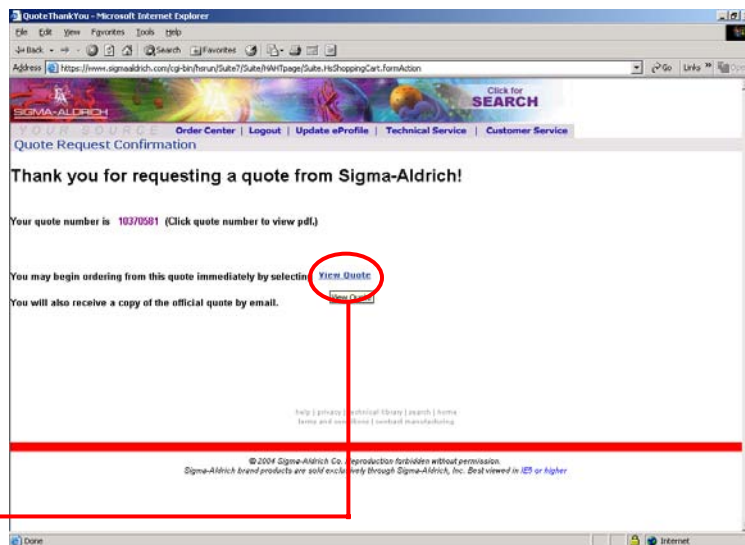 QuoteThankYou - Microsoft Internet Explorer
File Edit View Favorites Tools Help
Back Search Favorites
Address https://www.sigmaaldrich.com/cgi-bin/hsrun/Suite7/Suite/HAHTpage/Suite.HsShoppingCart.formAction Go Links
SIGMA-ALDRICH
Click for
SEARCH
YOUR SOURCE Order Center | Logout | Update eProfile | Technical Service | Customer Service
Quote Request Confirmation
Thank you for requesting a quote from Sigma-Aldrich!
Your quote number is 10370581 (Click quote number to view pdf.)
You may begin ordering from this quote immediately by selecting View Quote
View Quote
You will also receive a copy of the official quote by email.
help | privacy | technical library | search | home
terms and conditions | contract manufacturing
© 2004 Sigma-Aldrich Co. Reproduction forbidden without permission.
Sigma-Aldrich brand products are sold exclusively through Sigma-Aldrich, Inc. Best viewed in IE5 or higher
Done Internet